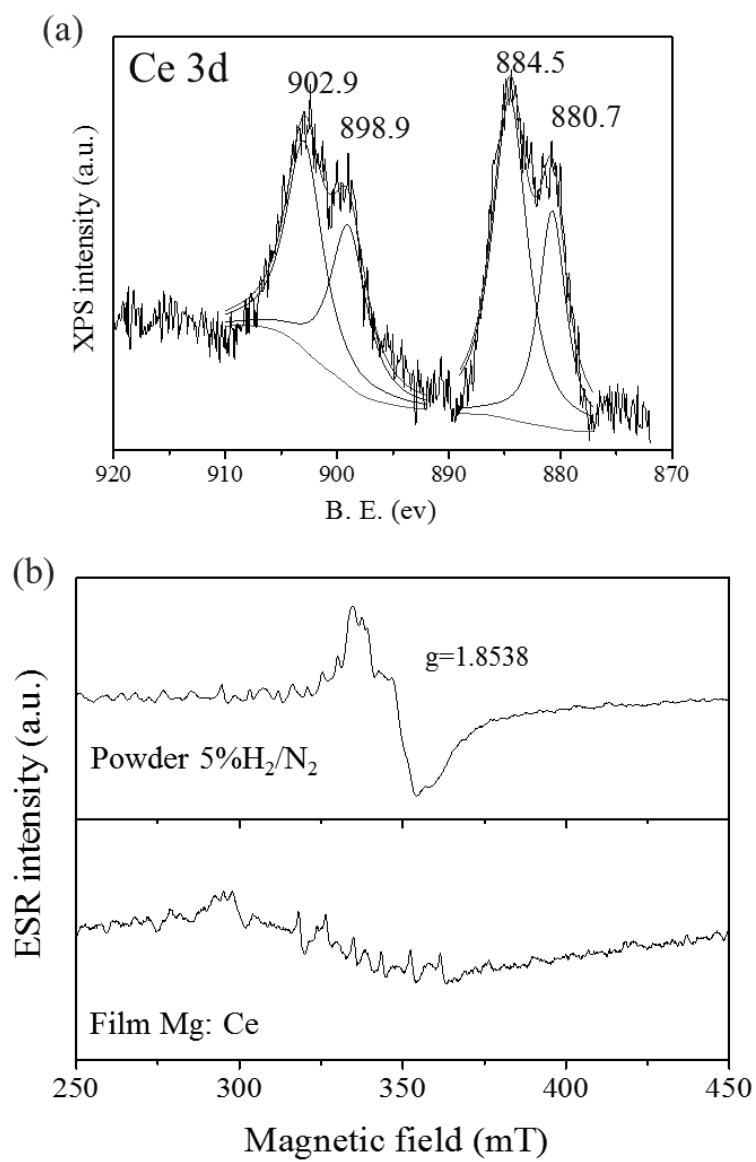 (a)
Ce 3d
902.9
898.9
884.5
880.7
XPS intensity (a.u.)
920 910 900 890 880 870
B. E. (ev)
(b)
g=1.8538
Powder 5%H₂/N₂
ESR intensity (a.u.)
Film Mg: Ce
250 300 350 400 450
Magnetic field (mT)